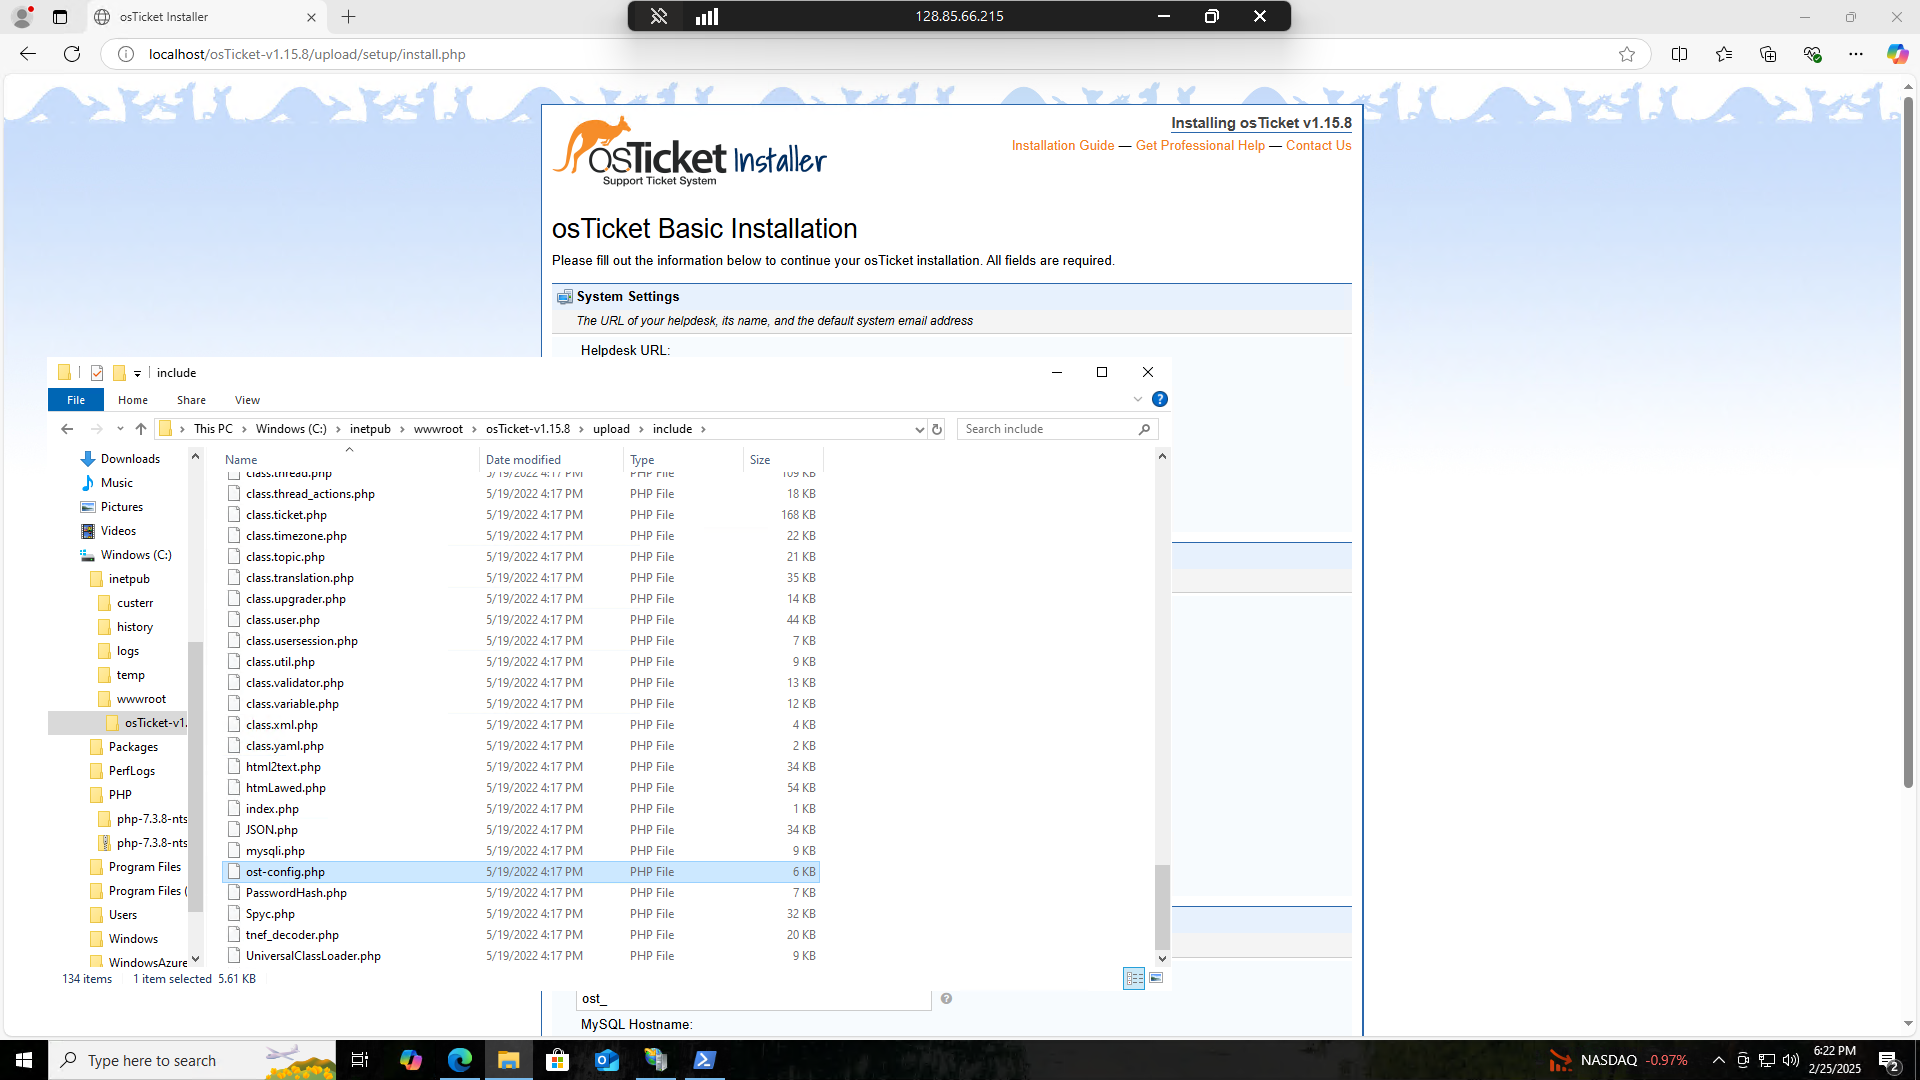 osTicket Installer
128.85.66.215
localhost/osTicket-v1.15.8/upload/setup/install.php
osTicket Installer
Support Ticket System
Installing osTicket v1.15.8
Installation Guide — Get Professional Help — Contact Us
osTicket Basic Installation
Please fill out the information below to continue your osTicket installation. All fields are required.
System Settings
The URL of your helpdesk, its name, and the default system email address
Helpdesk URL:
include
File Home Share View
This PC > Windows (C:) > inetpub > wwwroot > osTicket-v1.15.8 > upload > include >
Search include
Downloads
Music
Pictures
Videos
Windows (C:)
inetpub
custerr
history
logs
temp
wwwroot
osTicket-v1.
Packages
PerfLogs
PHP
php-7.3.8-nts
php-7.3.8-nts
Program Files
Program Files (
Users
Windows
WindowsAzure
Name Date modified Type Size
class.thread.php 5/19/2022 4:17 PM PHP File 109 KB
class.thread_actions.php 5/19/2022 4:17 PM PHP File 18 KB
class.ticket.php 5/19/2022 4:17 PM PHP File 168 KB
class.timezone.php 5/19/2022 4:17 PM PHP File 22 KB
class.topic.php 5/19/2022 4:17 PM PHP File 21 KB
class.translation.php 5/19/2022 4:17 PM PHP File 35 KB
class.upgrader.php 5/19/2022 4:17 PM PHP File 14 KB
class.user.php 5/19/2022 4:17 PM PHP File 44 KB
class.usersession.php 5/19/2022 4:17 PM PHP File 7 KB
class.util.php 5/19/2022 4:17 PM PHP File 9 KB
class.validator.php 5/19/2022 4:17 PM PHP File 13 KB
class.variable.php 5/19/2022 4:17 PM PHP File 12 KB
class.xml.php 5/19/2022 4:17 PM PHP File 4 KB
class.yaml.php 5/19/2022 4:17 PM PHP File 2 KB
html2text.php 5/19/2022 4:17 PM PHP File 34 KB
htmLawed.php 5/19/2022 4:17 PM PHP File 54 KB
index.php 5/19/2022 4:17 PM PHP File 1 KB
JSON.php 5/19/2022 4:17 PM PHP File 34 KB
mysqli.php 5/19/2022 4:17 PM PHP File 9 KB
ost-config.php 5/19/2022 4:17 PM PHP File 6 KB
PasswordHash.php 5/19/2022 4:17 PM PHP File 7 KB
Spyc.php 5/19/2022 4:17 PM PHP File 32 KB
tnef_decoder.php 5/19/2022 4:17 PM PHP File 20 KB
UniversalClassLoader.php 5/19/2022 4:17 PM PHP File 9 KB
134 items 1 item selected 5.61 KB
ost_
MySQL Hostname:
Type here to search
NASDAQ -0.97%
6:22 PM
2/25/2025
2